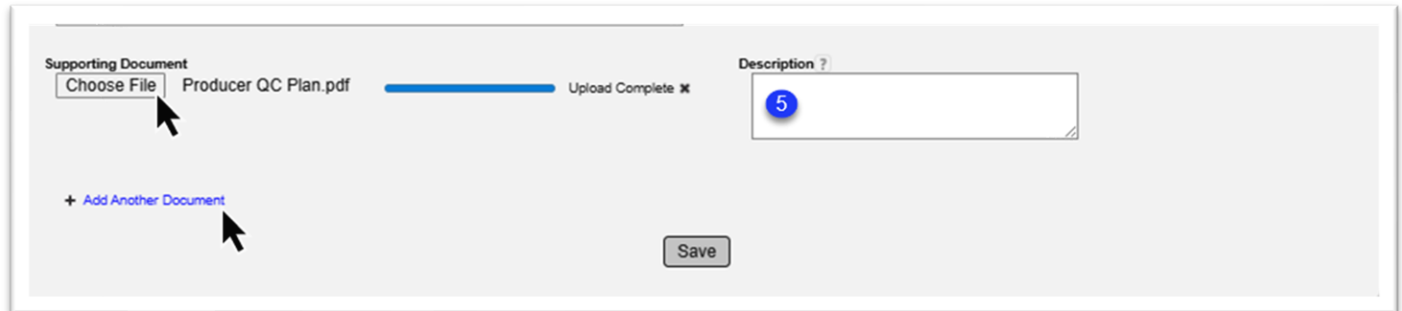 Supporting Document
Description ?
Choose File Producer QC Plan.pdf Upload Complete ✖
5
+ Add Another Document
Save